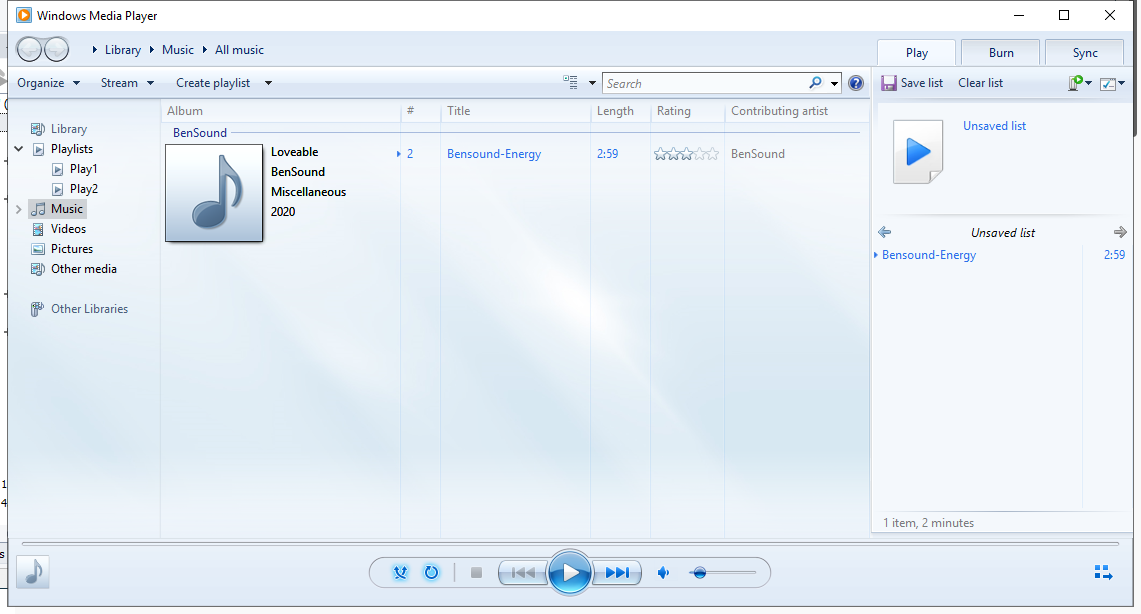 Windows Media Player
Library Music All music
Play Burn Sync
Organize Stream Create playlist Search Save list Clear list
Album # Title Length Rating Contributing artist
Unsaved list
Library
BenSound
Playlists
Loveable 2 Bensound-Energy 2:59 BenSound
Play1
BenSound
Play2
Miscellaneous
Music
2020
Videos
Unsaved list
Pictures
Bensound-Energy 2:59
Other media
Other Libraries
1
4
s
1 item, 2 minutes